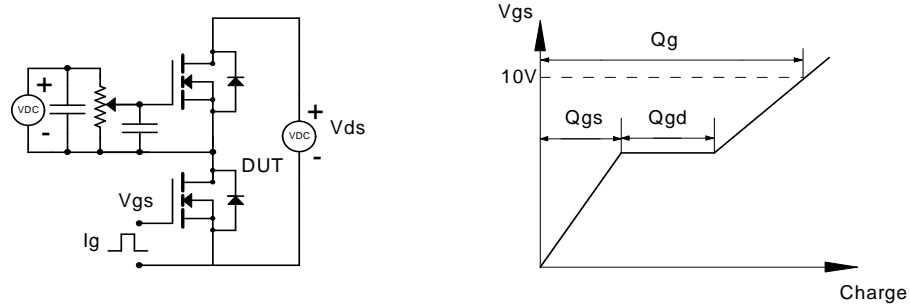 +
VDC
-
+
VDC
-
Vds
DUT
Vgs
Ig
Vgs
Qg
10V
Qgs
Qgd
Charge